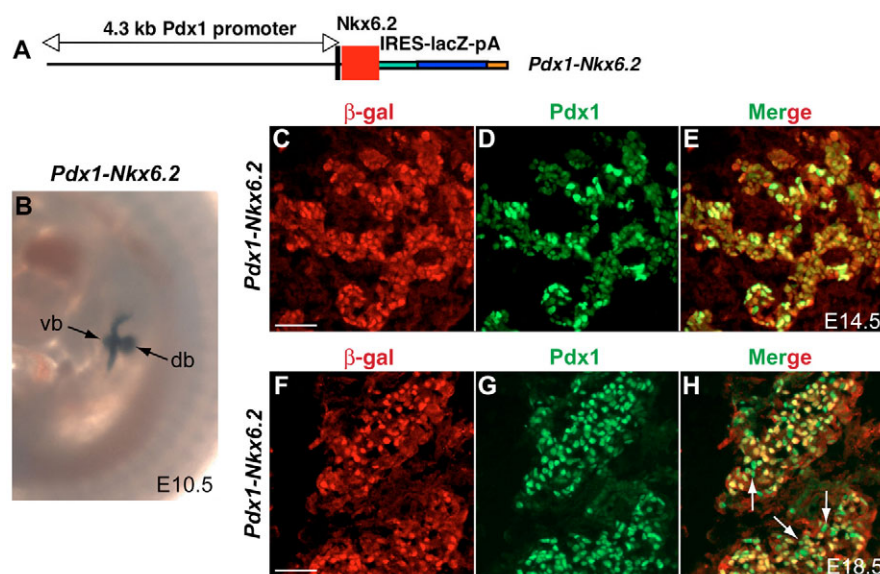 4.3 kb Pdx1 promoter
Nkx6.2
IRES-lacZ-pA
A
Pdx1-Nkx6.2
β-gal
Pdx1
Merge
Pdx1-Nkx6.2
C
D
E
E14.5
Pdx1-Nkx6.2
B
vb
db
E10.5
β-gal
Pdx1
Merge
Pdx1-Nkx6.2
F
G
H
E18.5